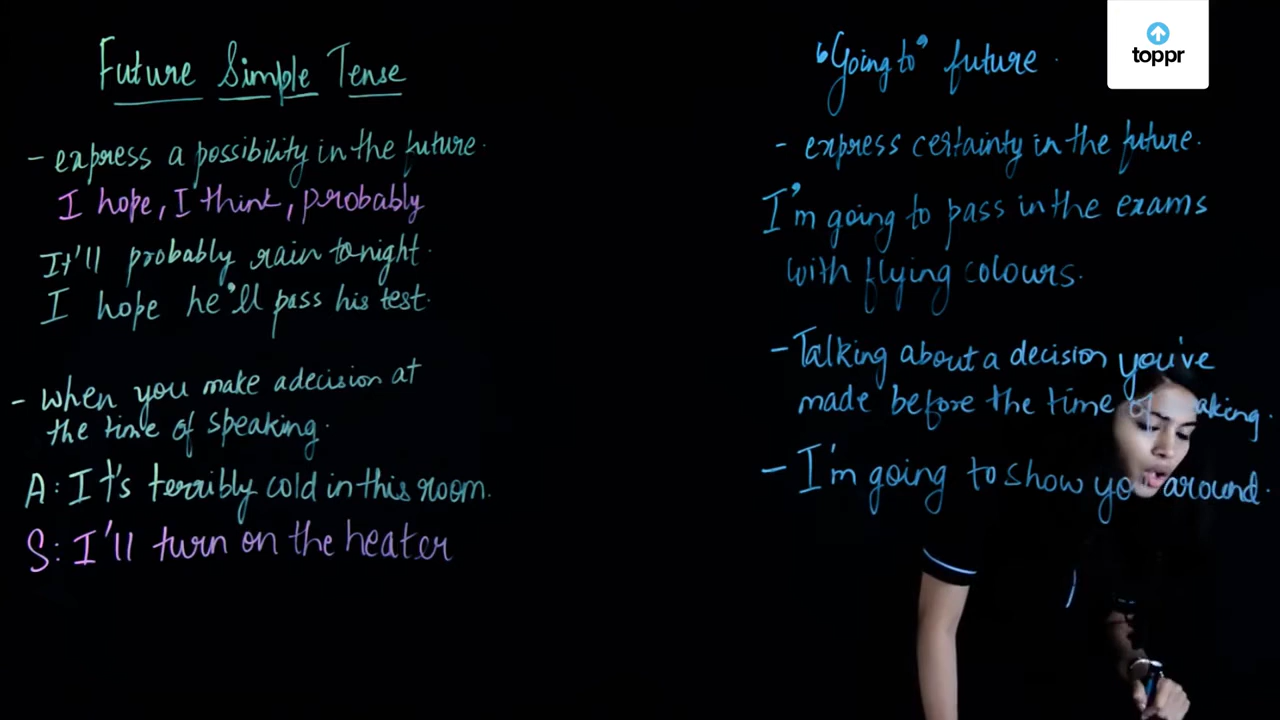 Future Simple Tense
- express a possibility in the future.
I hope, I think, probably
It'll probably rain tonight.
I hope he'll pass his test.
- when you make a decision at
the time of speaking.
A: It's terribly cold in this room.
S: I'll turn on the heater
"Going to" future.
- express certainty in the future.
I'm going to pass in the exams
with flying colours.
- Talking about a decision you've
made before the time of speaking.
- I'm going to show you around.
toppr